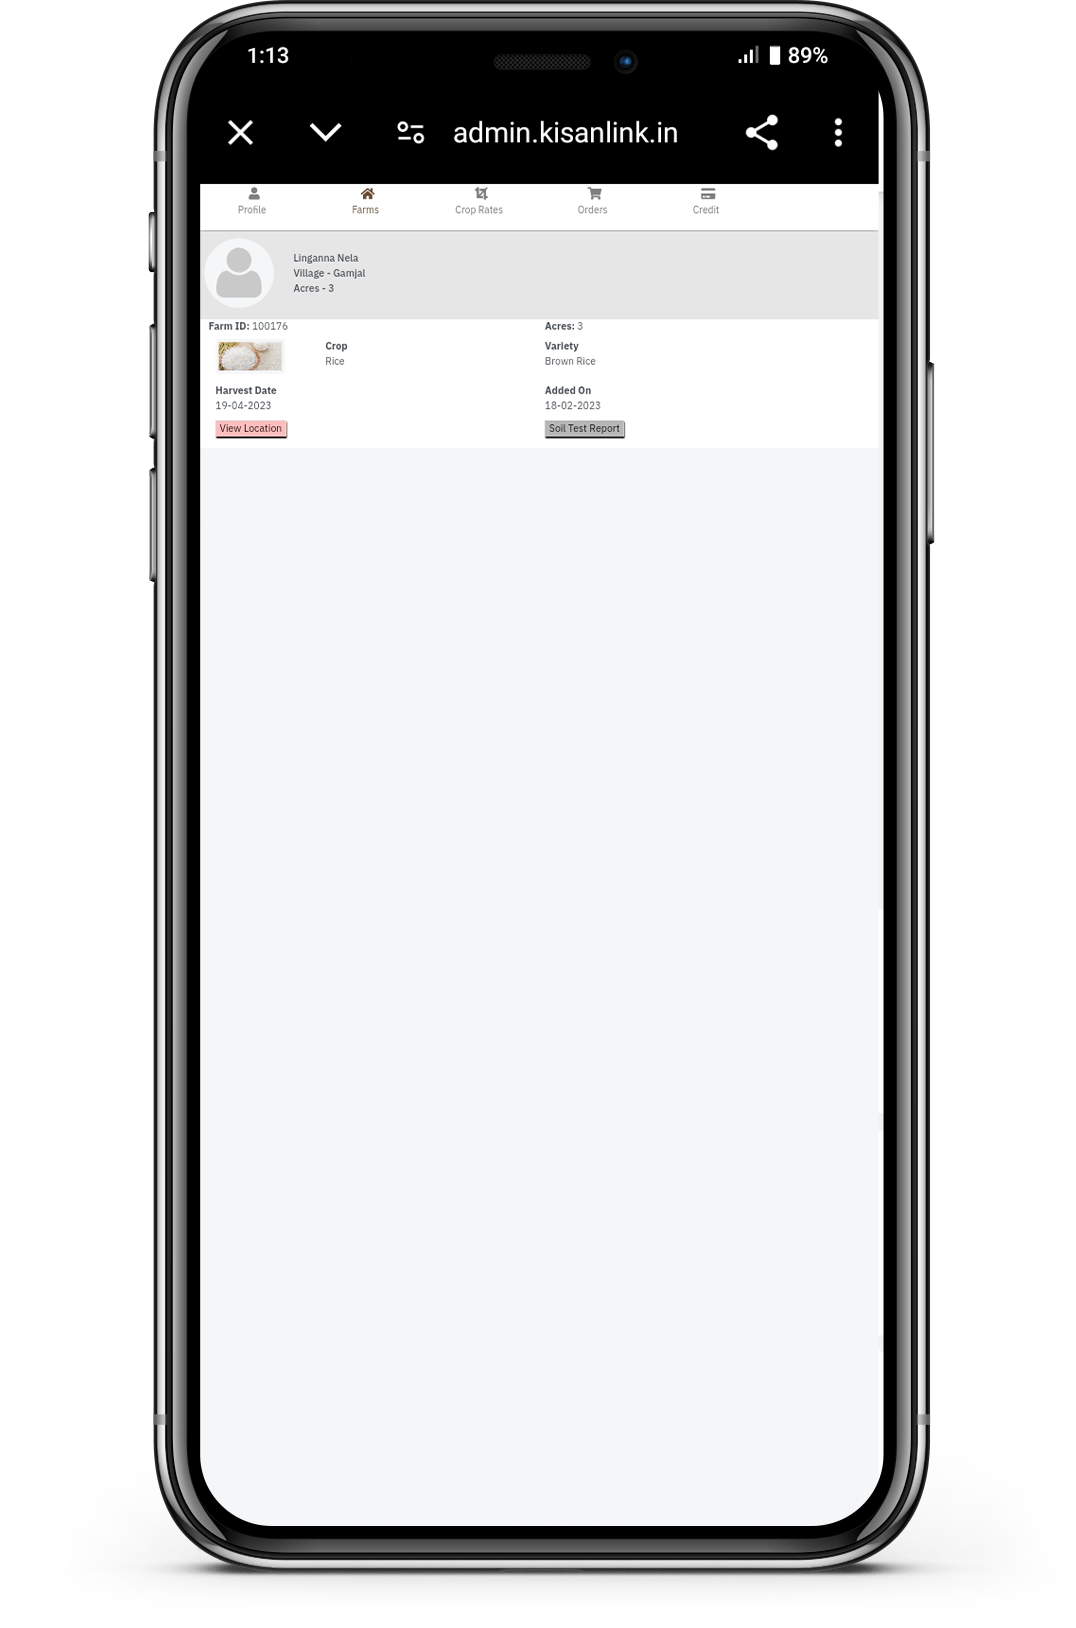 1:13 89%
admin.kisanlink.in
Profile Farms Crop Rates Orders Credit
Linganna Nela
Village - Gamjal
Acres - 3
Farm ID: 100176 Acres: 3
Crop Variety
Rice Brown Rice
Harvest Date Added On
19-04-2023 18-02-2023
View Location Soil Test Report